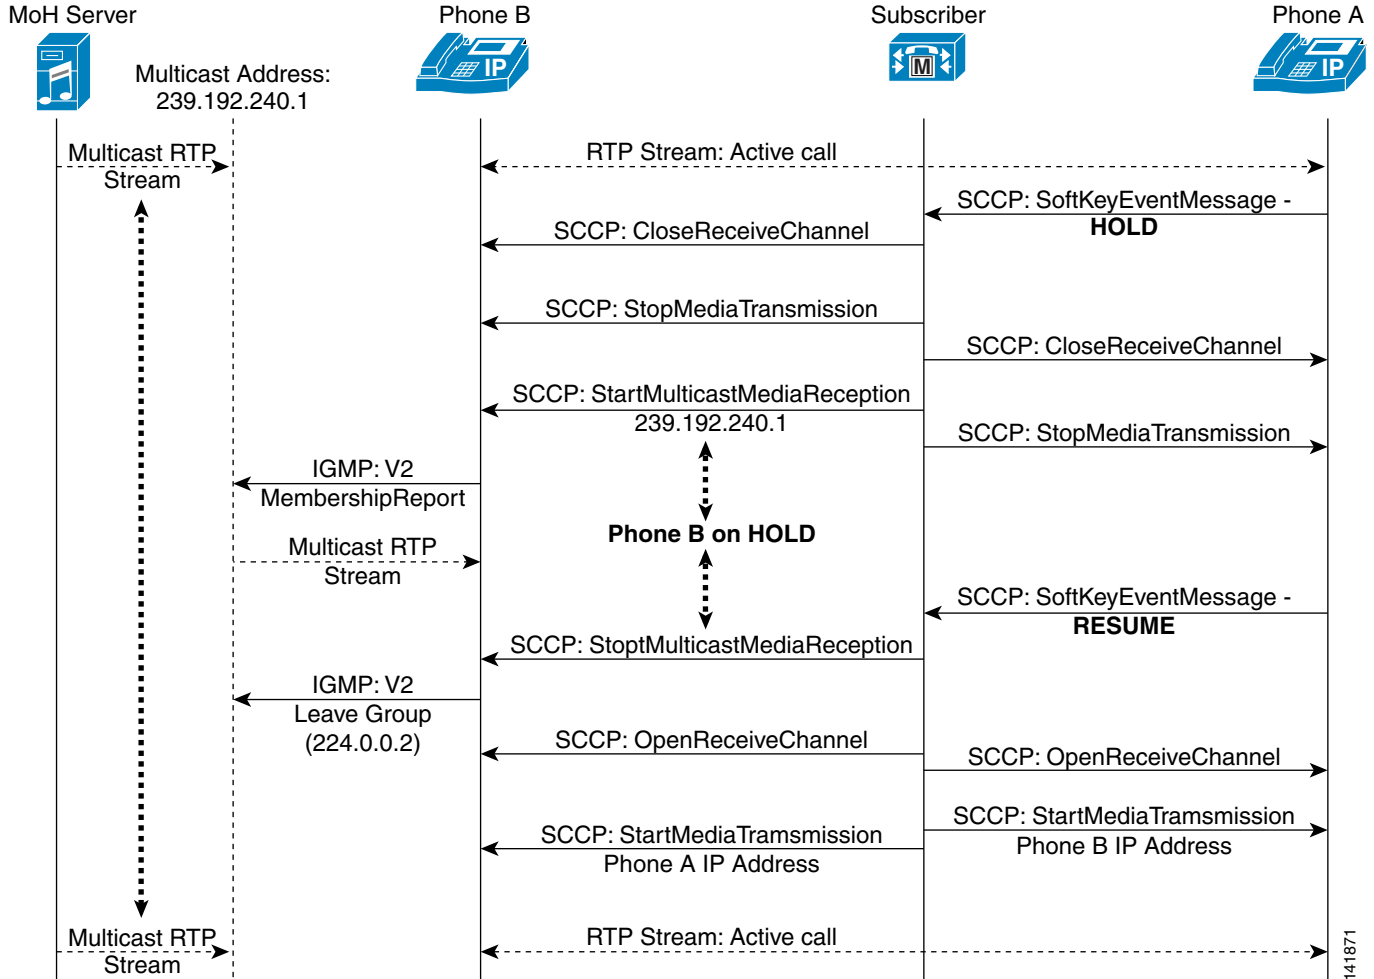 MoH Server
Phone B
Subscriber
Phone A
IP
M
IP
Multicast Address:
239.192.240.1
Multicast RTP
Stream
RTP Stream: Active call
SCCP: SoftKeyEventMessage -
HOLD
SCCP: CloseReceiveChannel
SCCP: StopMediaTransmission
SCCP: CloseReceiveChannel
SCCP: StartMulticastMediaReception
239.192.240.1
SCCP: StopMediaTransmission
IGMP: V2
MembershipReport
Phone B on HOLD
Multicast RTP
Stream
SCCP: SoftKeyEventMessage -
RESUME
SCCP: StoptMulticastMediaReception
IGMP: V2
Leave Group
(224.0.0.2)
SCCP: OpenReceiveChannel
SCCP: OpenReceiveChannel
SCCP: StartMediaTramsmission
Phone B IP Address
SCCP: StartMediaTramsmission
Phone A IP Address
Multicast RTP
Stream
RTP Stream: Active call
141871